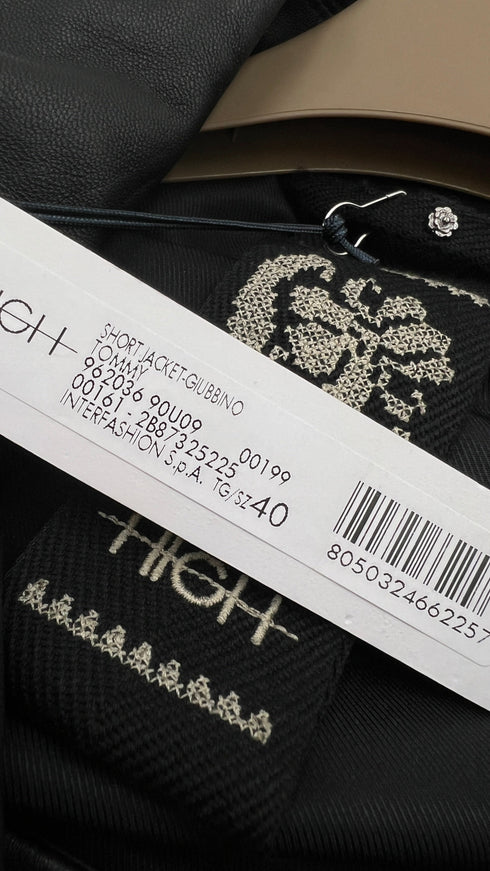 HIGH
SHORT JACKET-GIUBBINO
TOMMY
962036 90U09 00199
00161 - 2B87325225
INTERFASHION S.p.A. TG/SZ 40
8050324662257
HIGH